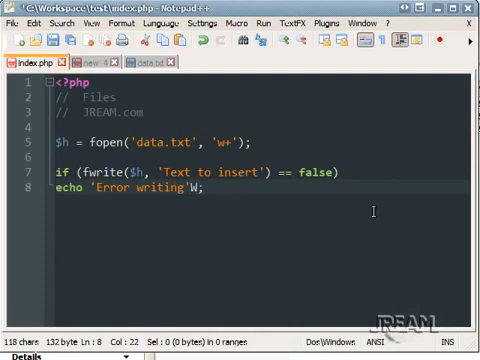 *C:\Workspace\test\index.php - Notepad++
File Edit Search View Format Language Settings Macro Run TextFX Plugins Window ? X
index.php new 4 data.txt
1 <?php
2 // Files
3 // JREAM.com
4
5 $h = fopen('data.txt', 'w+');
6
7 if (fwrite($h, 'Text to insert') == false)
8 echo 'Error writing'W;
JREAM
118 chars 132 byte Ln : 8 Col : 22 Sel : 0 (0 bytes) in 0 ranges Dos\Windows ANSI INS
Details